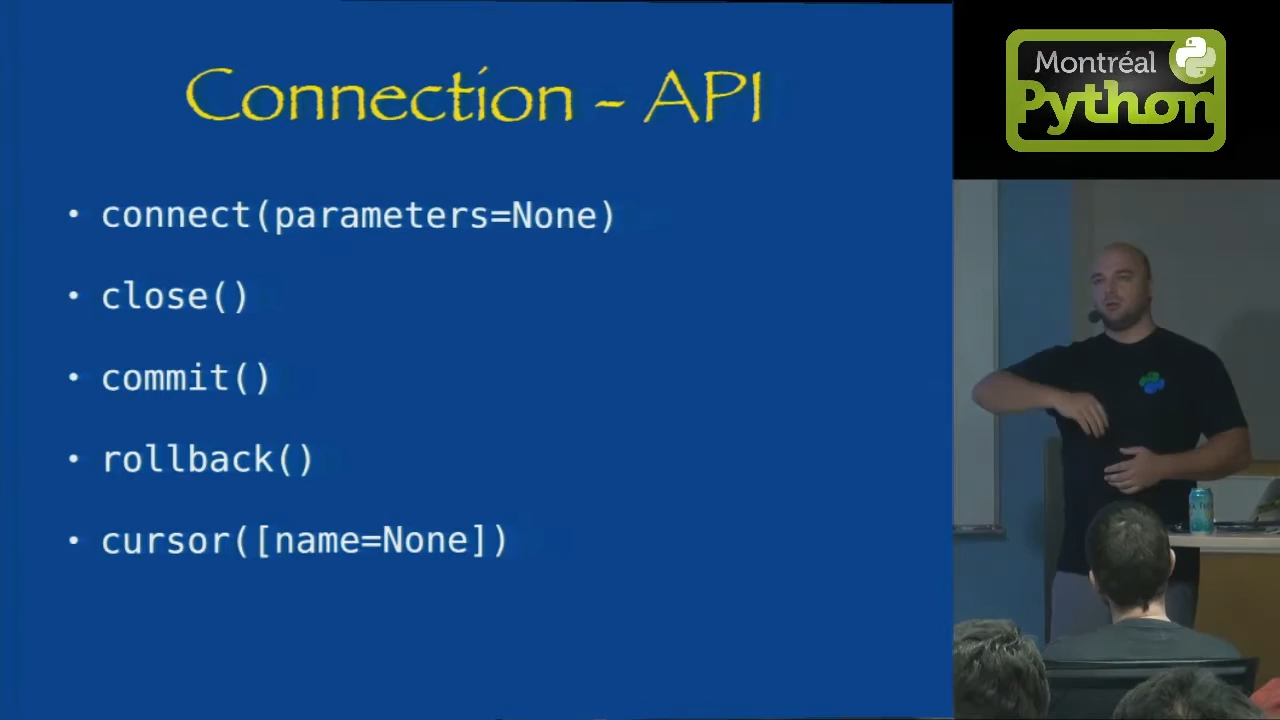 Connection - API
• connect(parameters=None)
• close()
• commit()
• rollback()
• cursor([name=None])
Montréal
Python